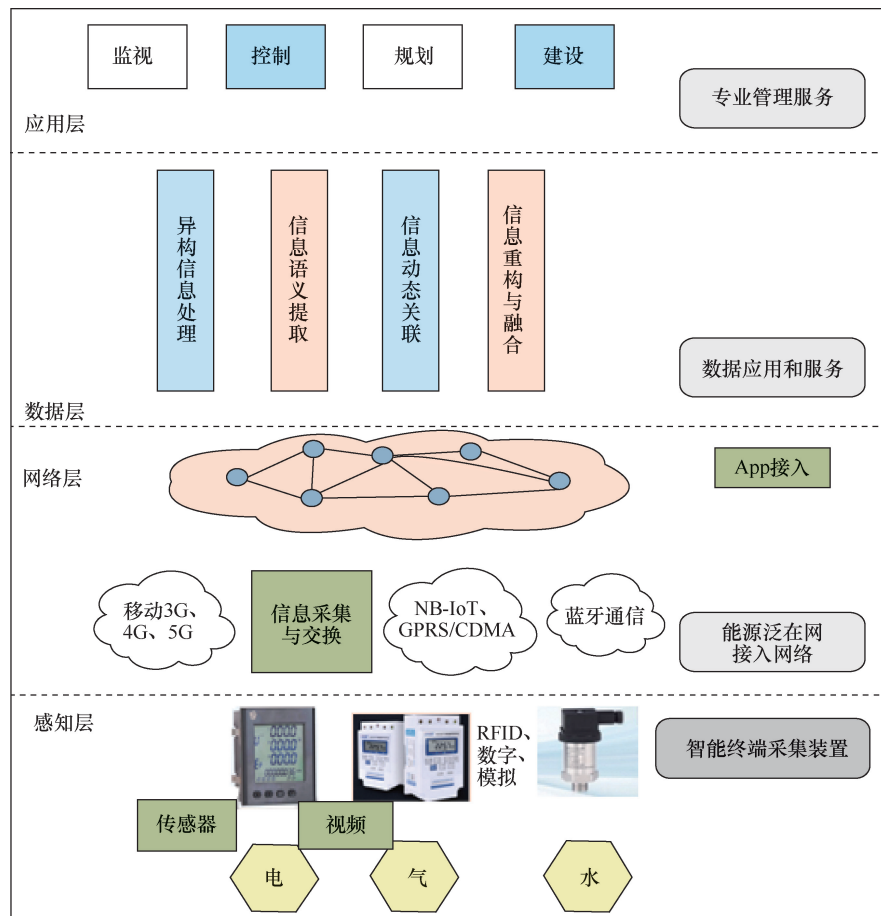 监视
控制
规划
建设
专业管理服务
应用层
异构信息处理
信息语义提取
信息动态关联
信息重构与融合
数据应用和服务
数据层
网络层
App接入
移动3G、
4G、5G
信息采集
与交换
NB-IoT、
GPRS/CDMA
蓝牙通信
能源泛在网
接入网络
感知层
RFID、
数字、
模拟
智能终端采集装置
传感器
视频
电
气
水